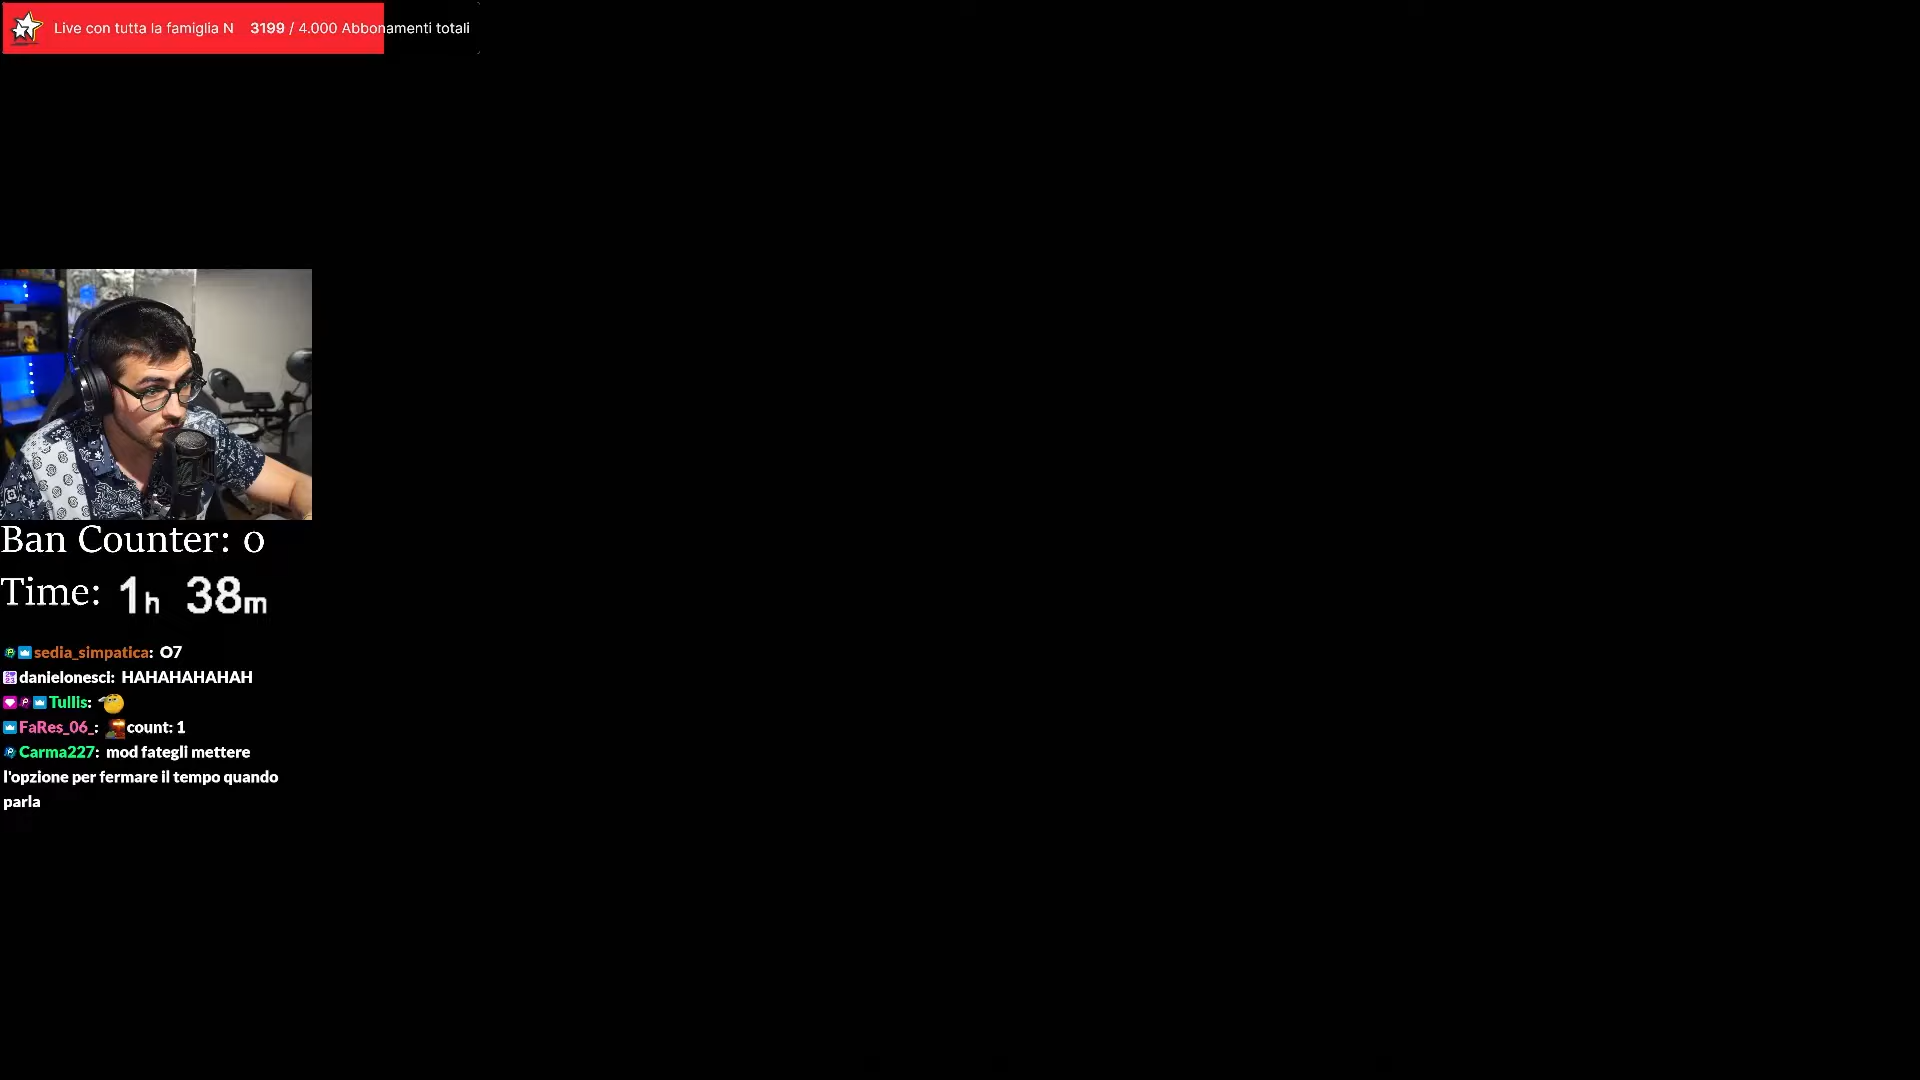 Live con tutta la famiglia N 3199 / 4.000 Abbonamenti totali
Ban Counter: 0
Time: 1h 38m
sedia_simpatica: O7
danielonesci: HAHAHAHAHAH
Tullis:
FaRes_06_: count: 1
Carma227: mod fategli mettere
l'opzione per fermare il tempo quando
parla